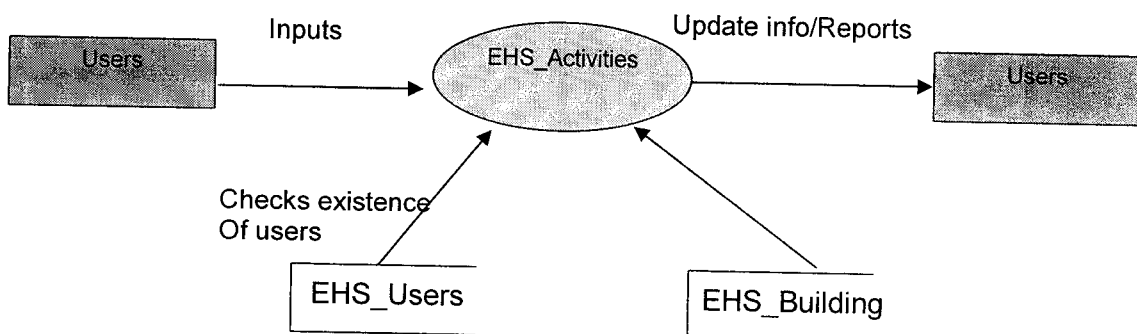 Inputs
Update info/Reports
Users
EHS_Activities
Users
Checks existence
Of users
EHS_Users
EHS_Building